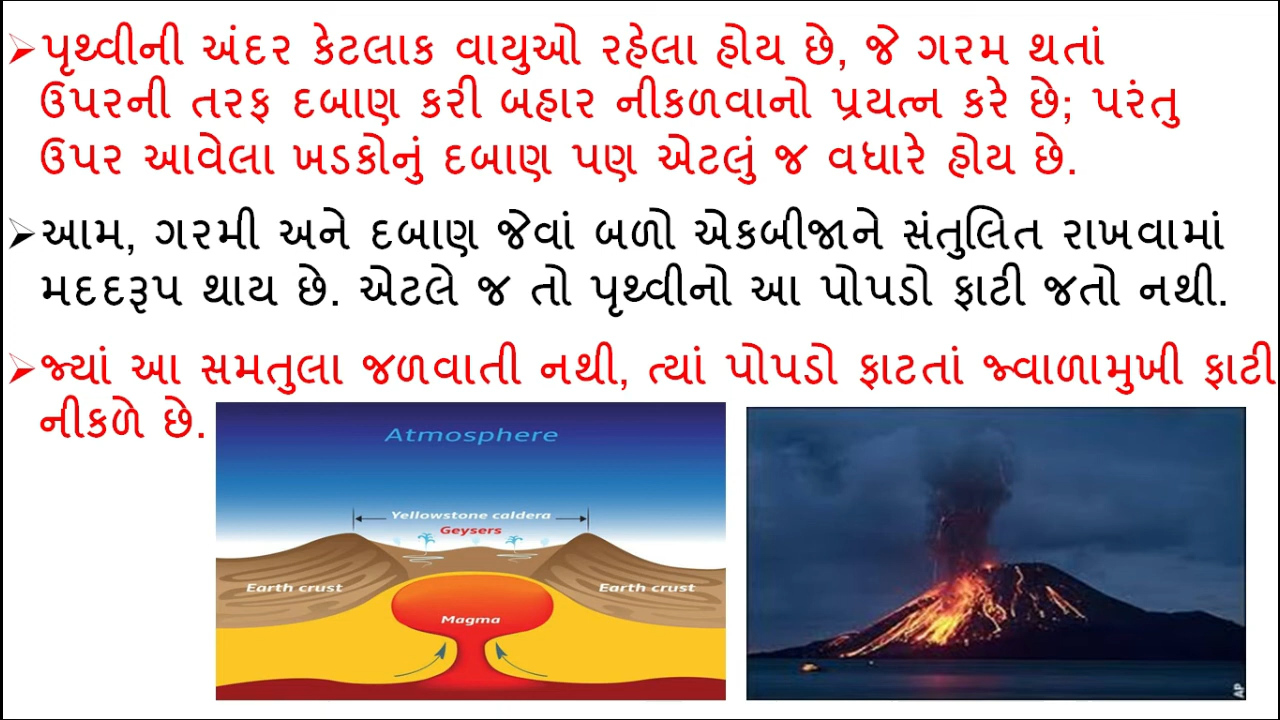 પૃથ્વીની અંદર કેટલાક વાયુઓ રહેલા હોય છે, જે ગરમ થતાં
ઉપરની તરફ દબાણ કરી બહાર નીકળવાનો પ્રયત્ન કરે છે; પરંતુ
ઉપર આવેલા ખડકોનું દબાણ પણ એટલું જ વધારે હોય છે.
આમ, ગરમી અને દબાણ જેવાં બળો એકબીજાને સંતુલિત રાખવામાં
મદદરૂપ થાય છે. એટલે જ તો પૃથ્વીનો આ પોપડો ફાટી જતો નથી.
જ્યાં આ સમતુલા જળવાતી નથી, ત્યાં પોપડો ફાટતાં જ્વાળામુખી ફાટી
નીકળે છે.
Atmosphere
Yellowstone caldera
Geysers
Earth crust
Earth crust
Magma
AP